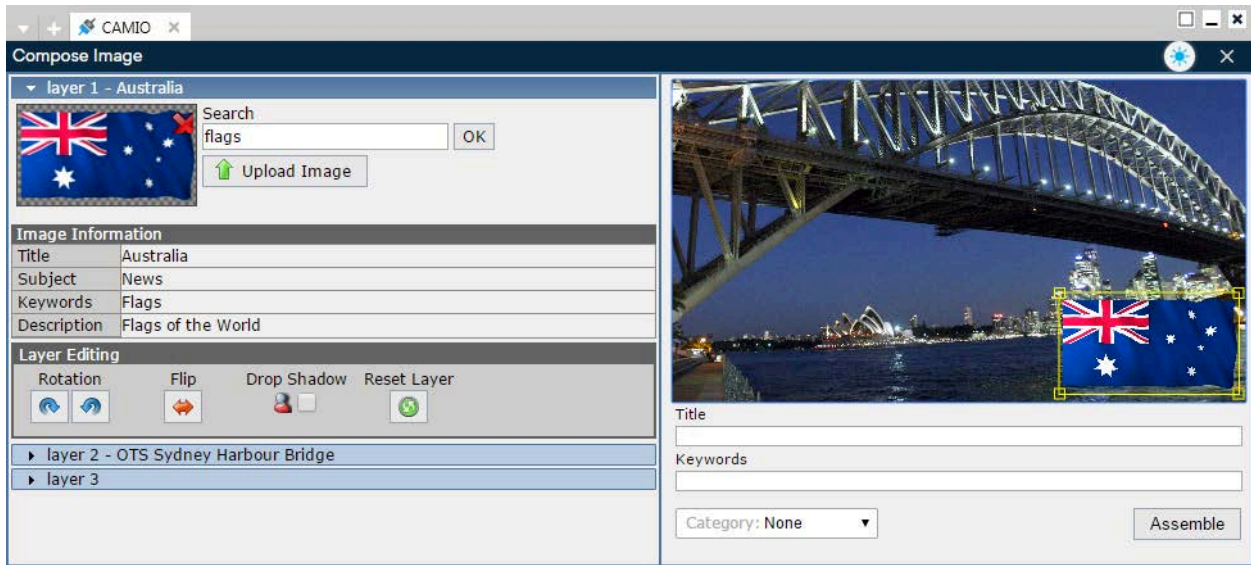 CAMIO
Compose Image
layer 1 - Australia
Search
flags
OK
Upload Image
Image Information
Title Australia
Subject News
Keywords Flags
Description Flags of the World
Layer Editing
Rotation Flip Drop Shadow Reset Layer
layer 2 - OTS Sydney Harbour Bridge
layer 3
Title
Keywords
Category: None
Assemble